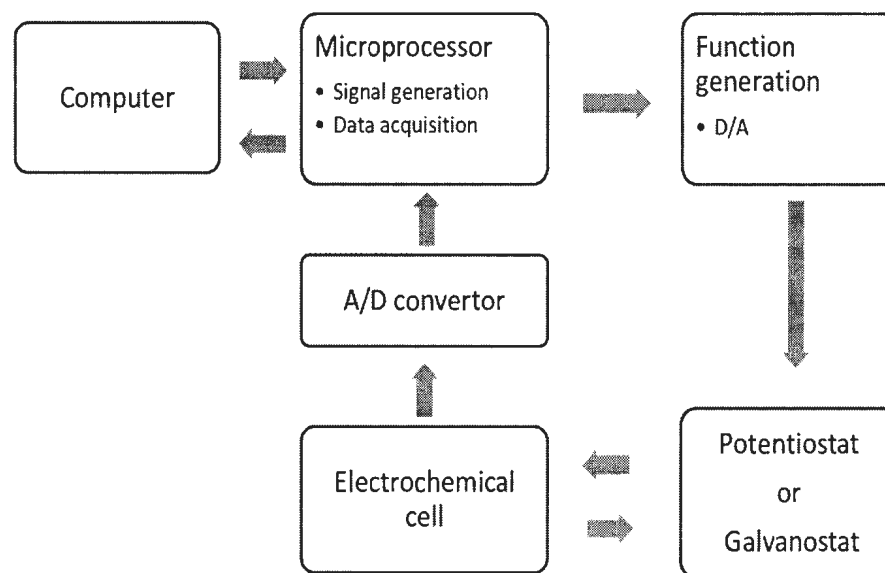 Computer
Microprocessor
• Signal generation
• Data acquisition
Function
generation
• D/A
A/D convertor
Electrochemical
cell
Potentiostat
or
Galvanostat